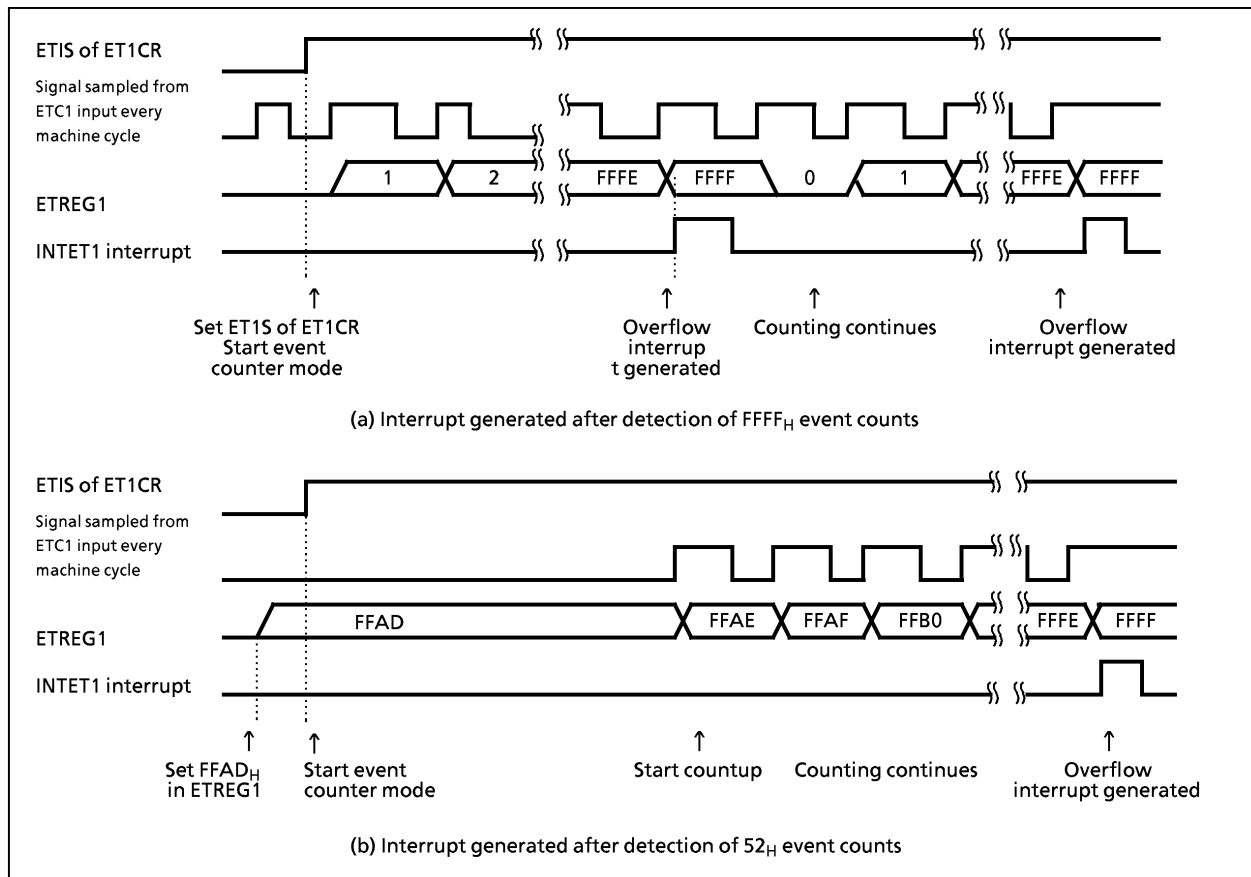 ETIS of ET1CR
Signal sampled from
ETC1 input every
machine cycle
1 2 FFFE FFFF 0 1 FFFE FFFF
ETREG1
INTET1 interrupt
↑ ↑ ↑ ↑
Set ET1S of ET1CR Overflow Counting continues Overflow
Start event interrup interrupt generated
counter mode t generated
(a) Interrupt generated after detection of FFFFH event counts
ETIS of ET1CR
Signal sampled from
ETC1 input every
machine cycle
FFAD FFAE FFAF FFB0 FFFE FFFF
ETREG1
INTET1 interrupt
↑ ↑ ↑ ↑
Set FFADH Start event Start countup Counting continues Overflow
in ETREG1 counter mode interrupt generated
(b) Interrupt generated after detection of 52H event counts